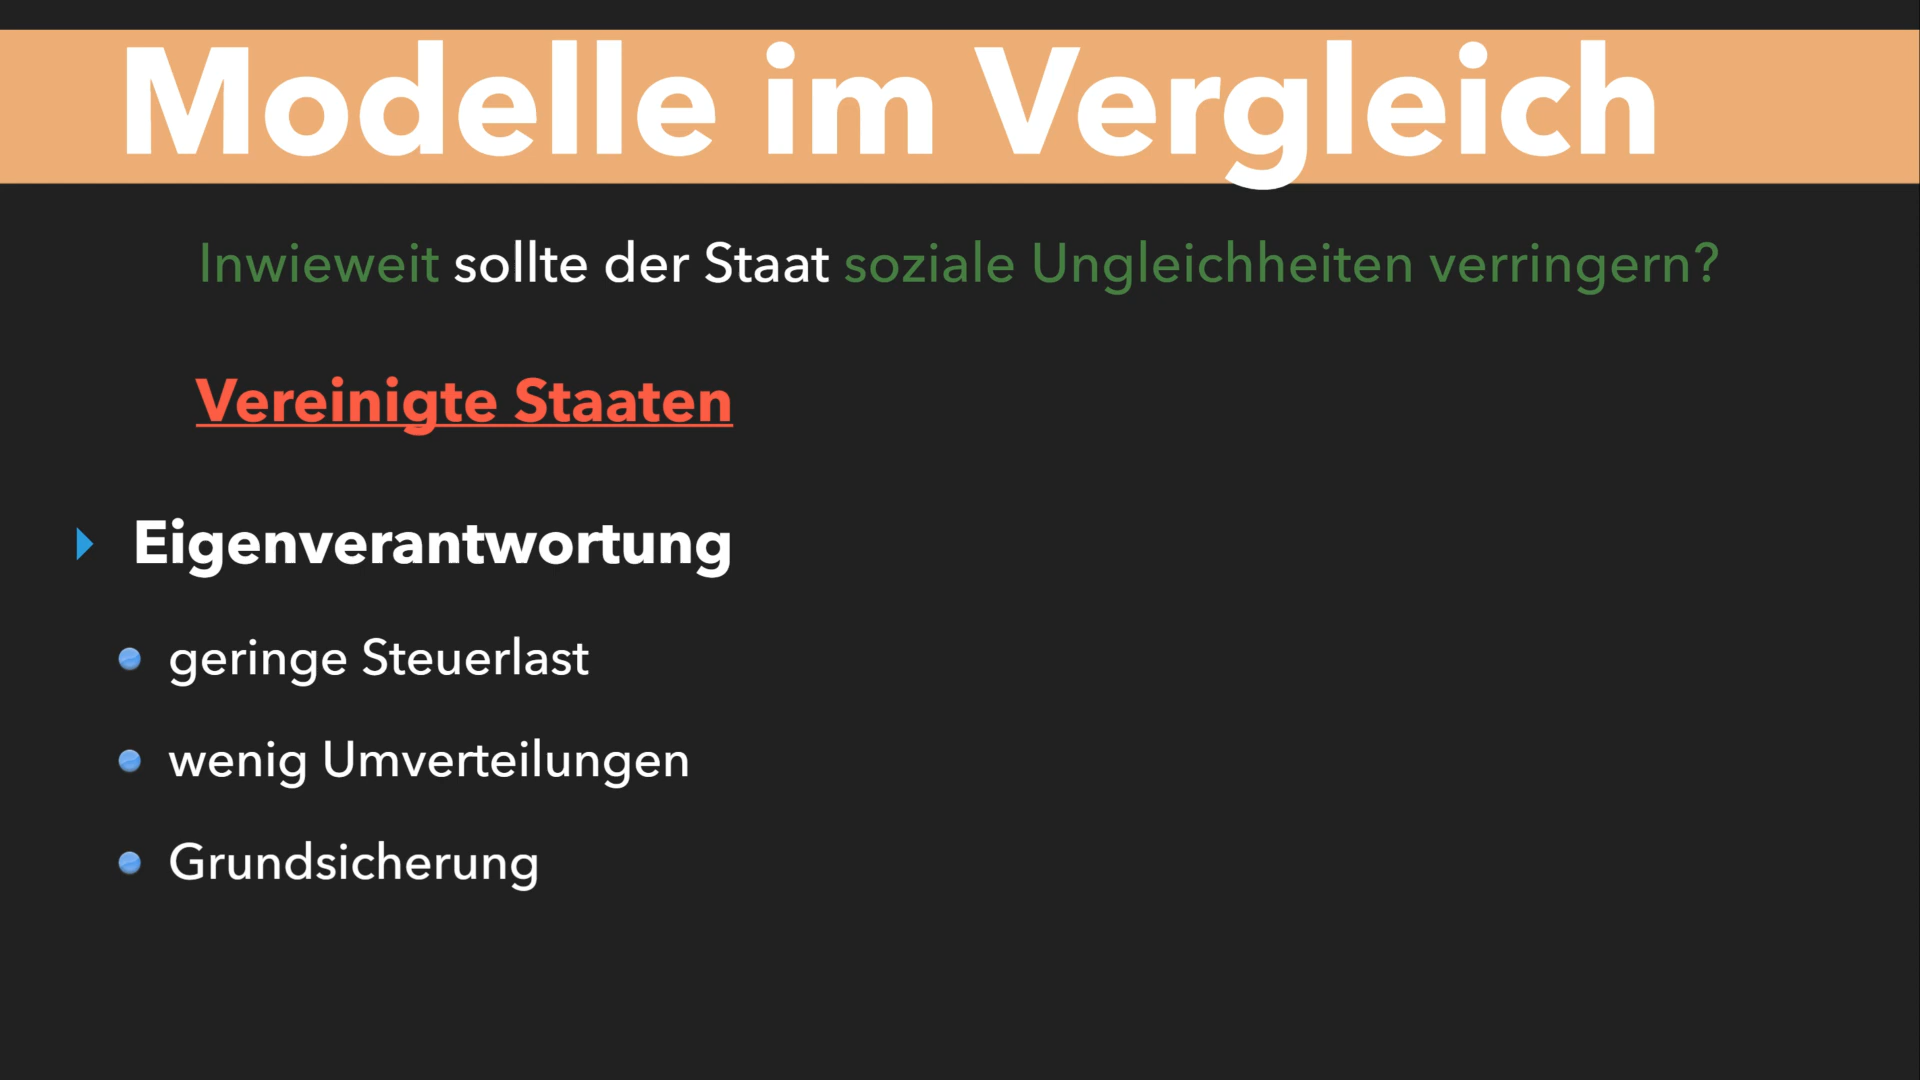 Modelle im Vergleich
Inwieweit sollte der Staat soziale Ungleichheiten verringern?
Vereinigte Staaten
Eigenverantwortung
geringe Steuerlast
wenig Umverteilungen
Grundsicherung